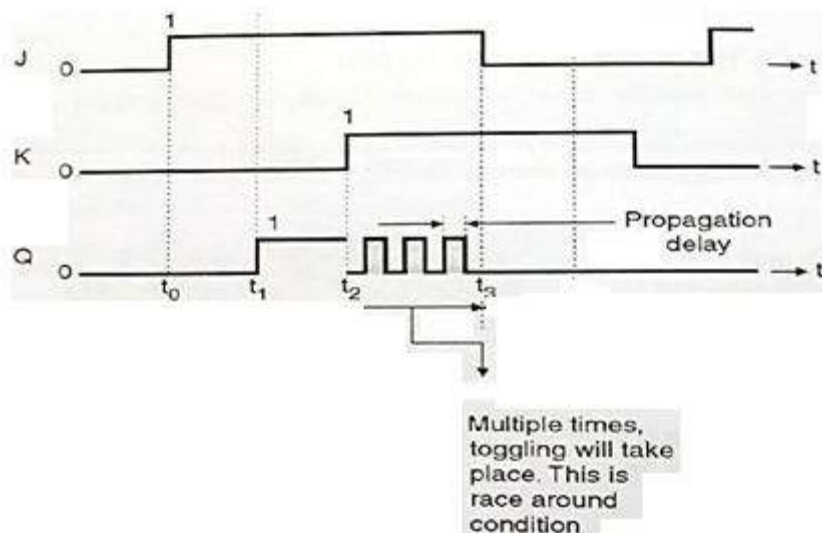 1
J
0
t
1
K
0
t
1
Propagation
delay
Q
0
t
t0 t1 t2 t3
Multiple times,
toggling will take
place. This is
race around
condition